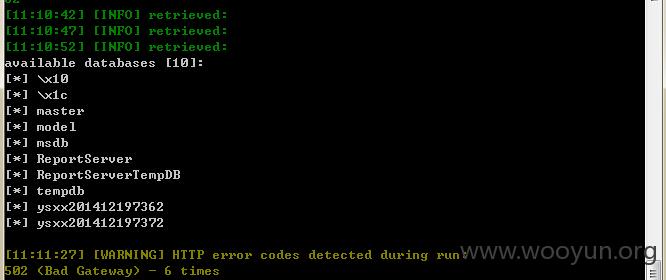 [11:10:42] [INFO] retrieved:
[11:10:47] [INFO] retrieved:
[11:10:52] [INFO] retrieved:
available databases [10]:
[*] \x10
[*] \x1c
[*] master
[*] model
[*] msdb
[*] ReportServer
[*] ReportServerTempDB
[*] tempdb
[*] ysxx201412197362
[*] ysxx201412197372
[11:11:27] [WARNING] HTTP error codes detected during run:
502 (Bad Gateway) - 6 times
www.wooyun.org